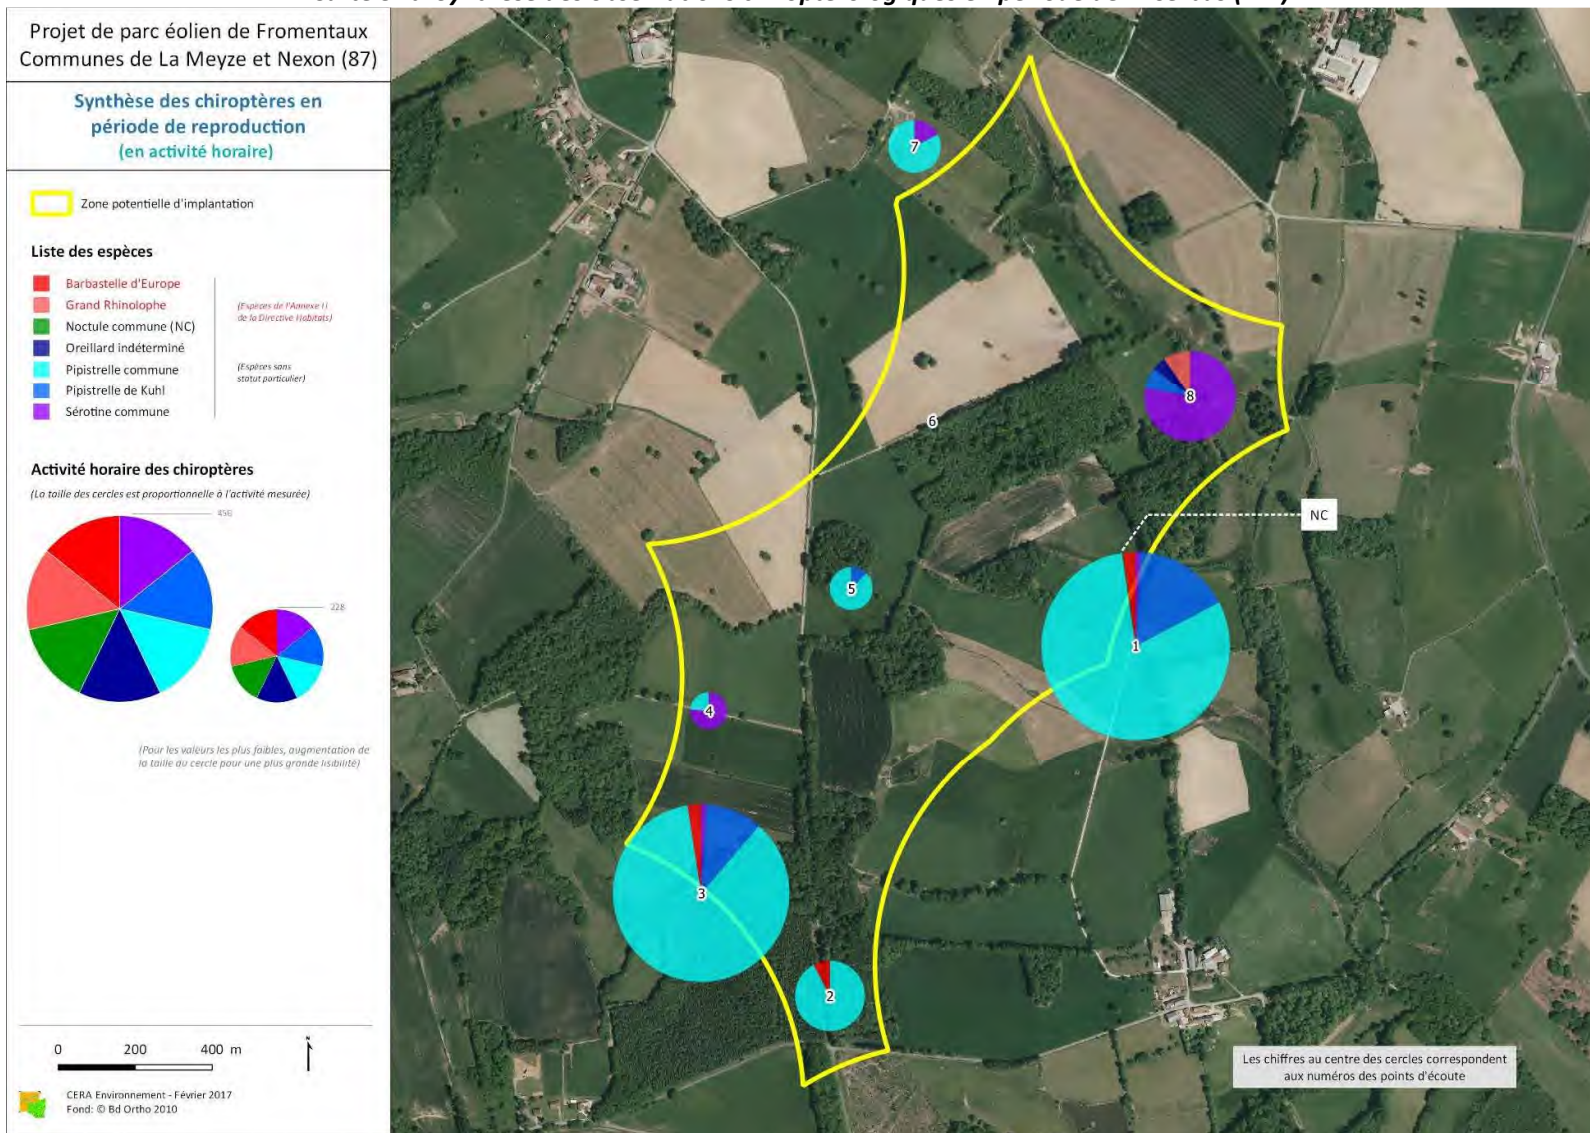 Projet de parc éolien de Fromentaux
Communes de La Meyze et Nexon (87)
Synthèse des chiroptères en
période de reproduction
(en activité horaire)
Zone potentielle d'implantation
Liste des espèces
Barbastelle d'Europe
Grand Rhinolophe
Noctule commune (NC)
Oreillard indéterminé
Pipistrelle commune
Pipistrelle de Kuhl
Sérotine commune
(Espèces de l'Annexe II
de la Directive Habitats)
(Espèces sans
statut particulier)
Activité horaire des chiroptères
(La taille des cercles est proportionnelle à l'activité mesurée)
456
228
(Pour les valeurs les plus faibles, augmentation de
la taille du cercle pour une plus grande lisibilité)
0 200 400 m
N
CERA Environnement - Février 2017
Fond: © Bd Ortho 2010
7
8
6
NC
5
1
4
3
2
Les chiffres au centre des cercles correspondent
aux numéros des points d'écoute